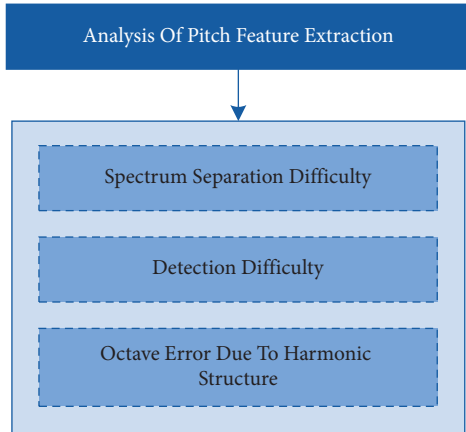 Analysis Of Pitch Feature Extraction
Spectrum Separation Difficulty
Detection Difficulty
Octave Error Due To Harmonic
Structure